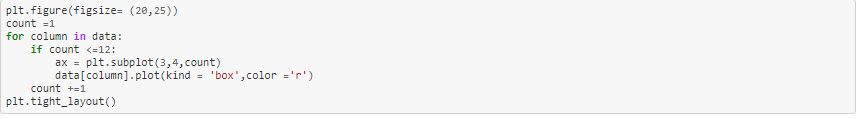 plt.figure(figsize= (20,25))
count =1
for column in data:
    if count <=12:
        ax = plt.subplot(3,4,count)
        data[column].plot(kind = 'box',color ='r')
    count +=1
plt.tight_layout()